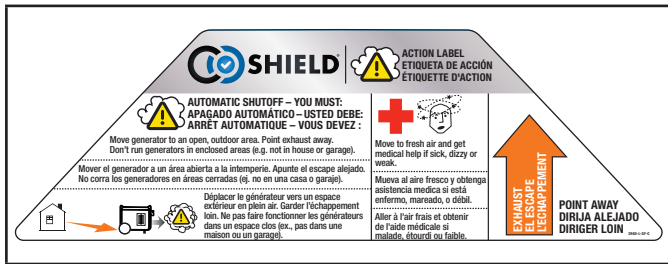 CO SHIELD®
ACTION LABEL
ETIQUETA DE ACCIÓN
ÉTIQUETTE D'ACTION
AUTOMATIC SHUTOFF – YOU MUST:
APAGADO AUTOMÁTICO – USTED DEBE:
ARRÊT AUTOMATIQUE – VOUS DEVEZ :
Move generator to an open, outdoor area. Point exhaust away.
Don't run generators in enclosed areas (e.g. not in house or garage).
Mover el generador a un área abierta a la intemperie. Apunte el escape alejado.
No corra los generadores en áreas cerradas (ej. no en una casa o garaje).
Déplacer le générateur vers un espace
extérieur en plein air. Garder l'échappement
loin. Ne pas faire fonctionner les générateurs
dans un espace clos (ex., pas dans une
maison ou un garage).
Move to fresh air and get
medical help if sick, dizzy or
weak.
Mueva al aire fresco y obtenga
asistencia medica si está
enfermo, mareado, o débil.
Aller à l'air frais et obtenir
de l'aide médicale si
malade, étourdi ou faible.
EXHAUST
EL ESCAPE
L'ÉCHAPPEMENT
POINT AWAY
DIRIJA ALEJADO
DIRIGER LOIN